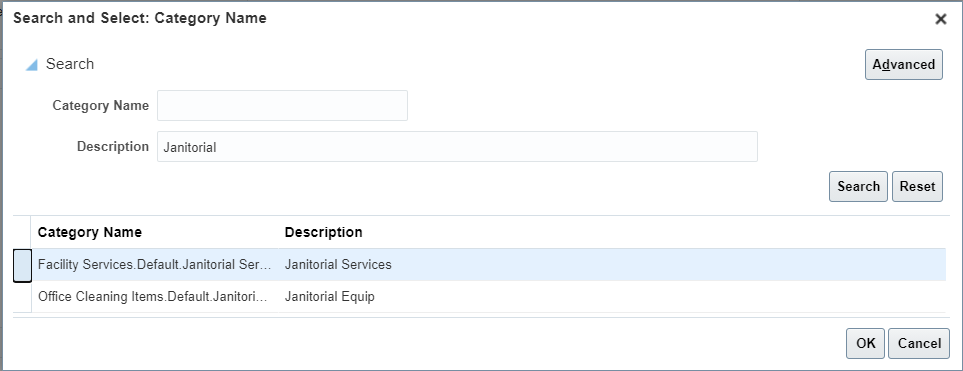 Search and Select: Category Name
Search
Advanced
Category Name
Description Janitorial
Search Reset
Category Name Description
Facility Services.Default.Janitorial Ser... Janitorial Services
Office Cleaning Items.Default.Janitori... Janitorial Equip
OK Cancel